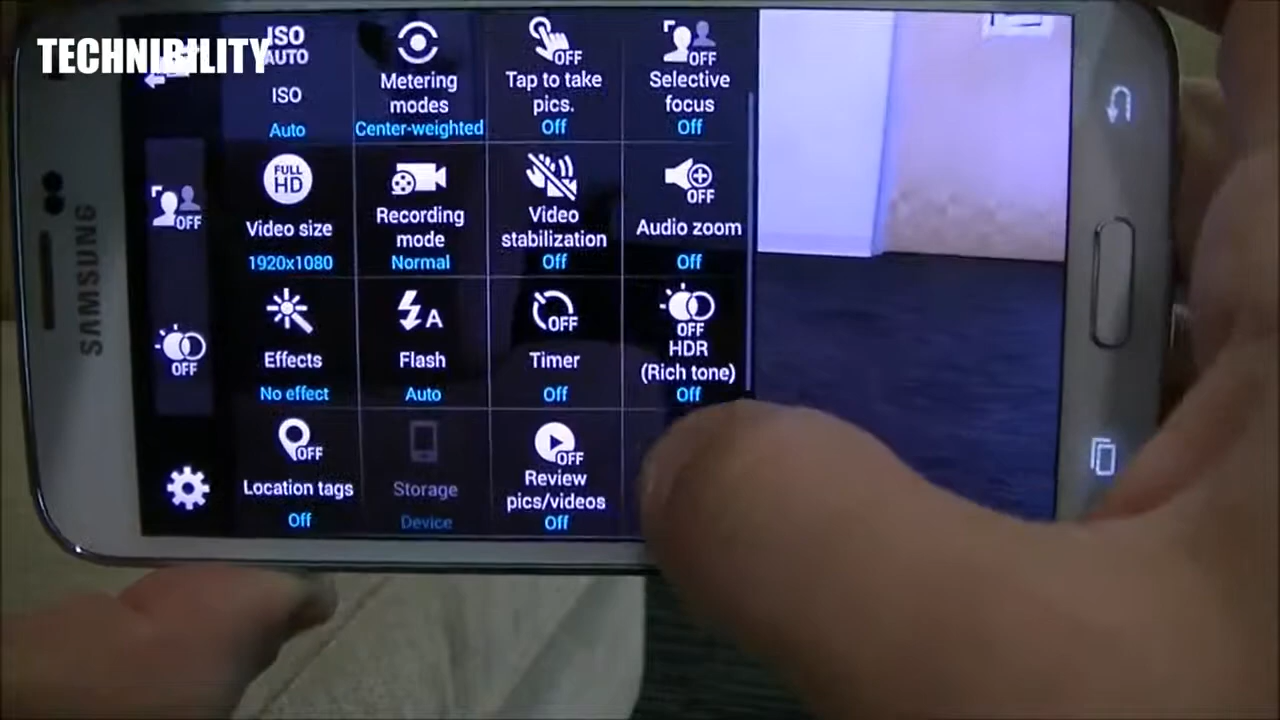 TECHNIBILITY
SAMSUNG
ISO
AUTO
ISO
Auto
Metering
modes
Center-weighted
OFF
Tap to take
pics.
Off
OFF
Selective
focus
Off
OFF
FULL
HD
Video size
1920x1080
Recording
mode
Normal
Video
stabilization
Off
OFF
Audio zoom
Off
OFF
Effects
No effect
A
Flash
Auto
OFF
Timer
Off
OFF
HDR
(Rich tone)
Off
OFF
Location tags
Off
Storage
Device
OFF
Review
pics/videos
Off